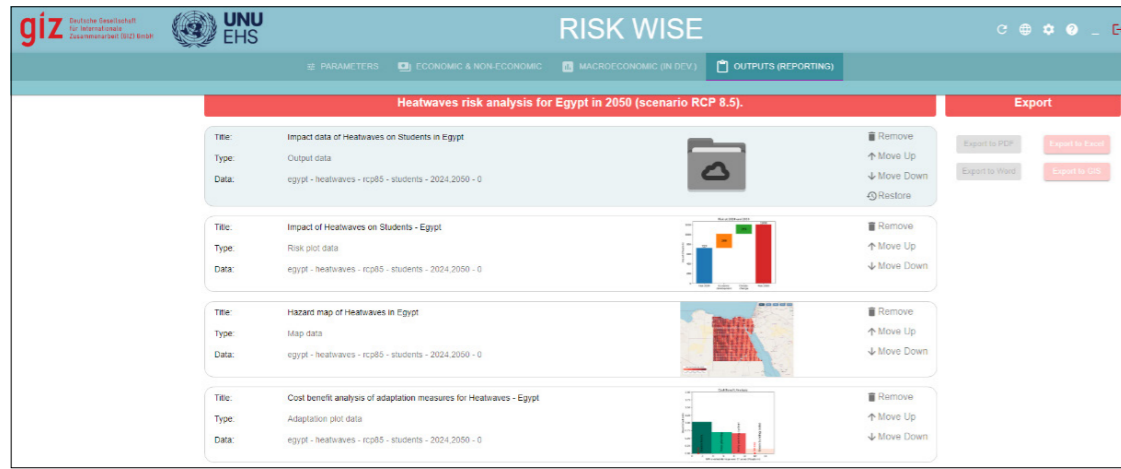 giz Deutsche Gesellschaft
für Internationale
Zusammenarbeit (GIZ) GmbH
UNU
EHS
RISK WISE
PARAMETERS
ECONOMIC & NON-ECONOMIC
MACROECONOMIC (IN DEV.)
OUTPUTS (REPORTING)
Heatwaves risk analysis for Egypt in 2050 (scenario RCP 8.5).
Export
Title: Impact data of Heatwaves on Students in Egypt
Type: Output data
Data: egypt - heatwaves - rcp85 - students - 2024,2050 - 0
Remove
Move Up
Move Down
Restore
Export to PDF
Export to Excel
Export to Word
Export to GIS
Title: Impact of Heatwaves on Students - Egypt
Type: Risk plot data
Data: egypt - heatwaves - rcp85 - students - 2024,2050 - 0
Remove
Move Up
Move Down
Title: Hazard map of Heatwaves in Egypt
Type: Map data
Data: egypt - heatwaves - rcp85 - students - 2024,2050 - 0
Remove
Move Up
Move Down
Title: Cost benefit analysis of adaptation measures for Heatwaves - Egypt
Type: Adaptation plot data
Data: egypt - heatwaves - rcp85 - students - 2024,2050 - 0
Remove
Move Up
Move Down